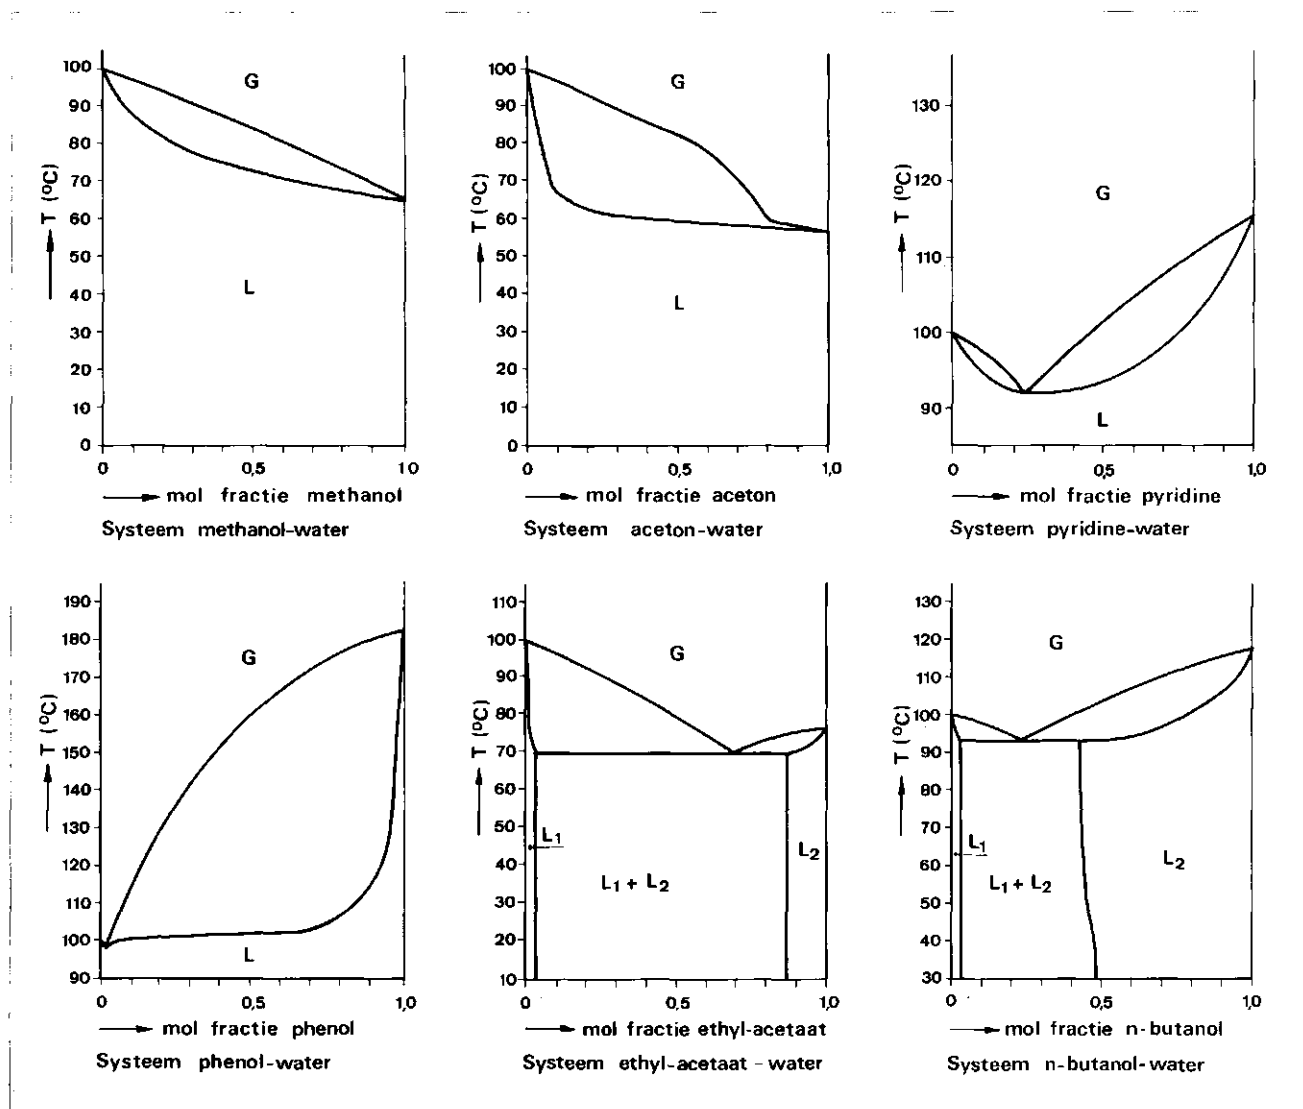 100
90
80
70
60
50
40
30
20
10
0
T (°C)
G
L
0 0,5 1 0
mol fractie methanol
Systeem methanol-water
100
90
80
70
60
50
40
30
20
10
0
T (°C)
G
L
0 0,5 1,0
mol fractie aceton
Systeem aceton-water
130
120
110
100
90
T (°C)
G
L
0 0,5 1,0
mol fractie pyridine
Systeem pyridine-water
190
180
170
160
150
140
130
120
110
100
90
T (°C)
G
L
0 0,5 1,0
mol fractie phenol
Systeem phenol-water
110
100
90
80
70
60
50
40
30
20
10
T (°C)
G
L1
L1 + L2
L2
0 0,5 1,0
mol fractie ethyl-acetaat
Systeem ethyl-acetaat - water
130
120
110
100
90
80
70
60
50
40
30
T (°C)
G
L1
L1 + L2
L2
0 0,5 1,0
mol fractie n-butanol
Systeem n-butanol-water